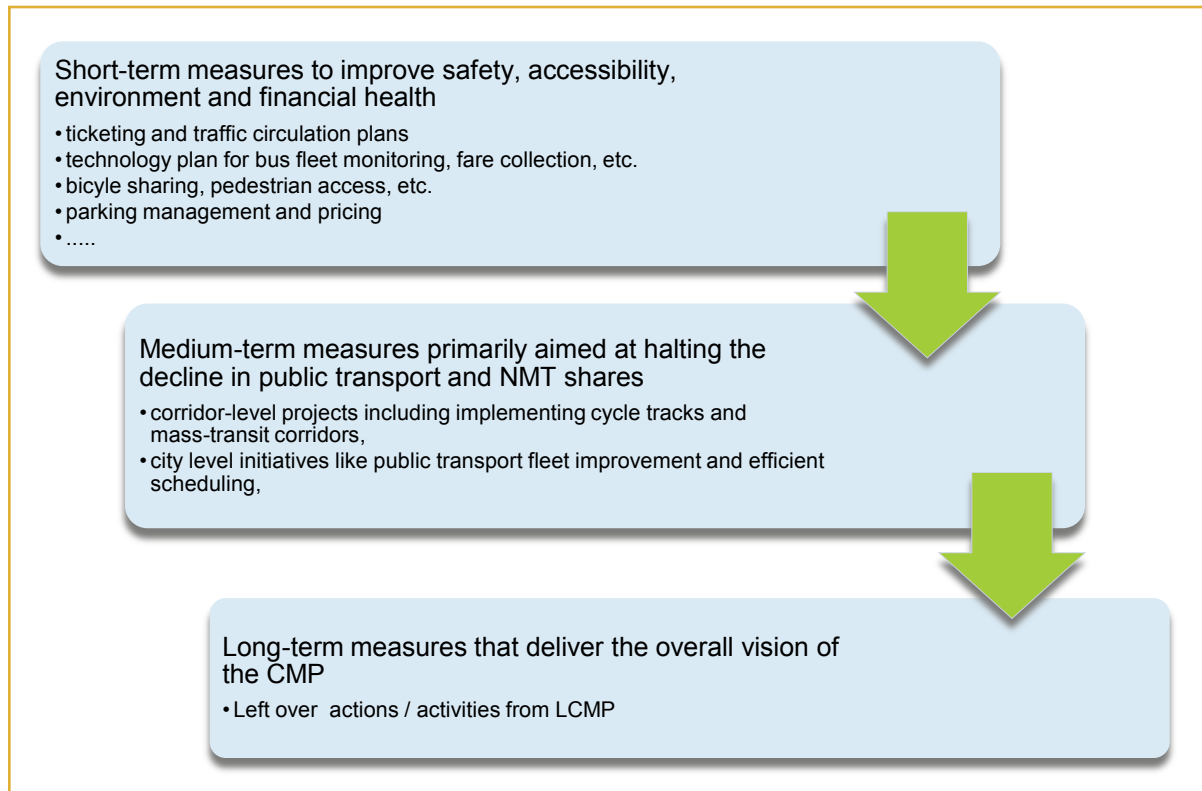 Short-term measures to improve safety, accessibility,
environment and financial health
• ticketing and traffic circulation plans
• technology plan for bus fleet monitoring, fare collection, etc.
• bicyle sharing, pedestrian access, etc.
• parking management and pricing
• .....
Medium-term measures primarily aimed at halting the
decline in public transport and NMT shares
• corridor-level projects including implementing cycle tracks and
mass-transit corridors,
• city level initiatives like public transport fleet improvement and efficient
scheduling,
Long-term measures that deliver the overall vision of
the CMP
• Left over actions / activities from LCMP